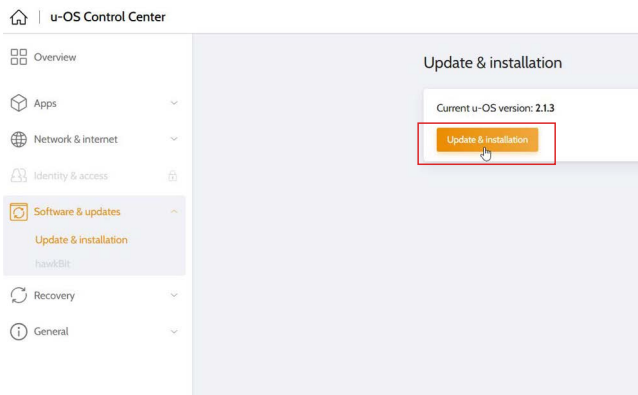 u-OS Control Center
Overview
Apps
Network & internet
Identity & access
Software & updates
Update & installation
hawkBit
Recovery
General
Update & installation
Current u-OS version: 2.1.3
Update & installation